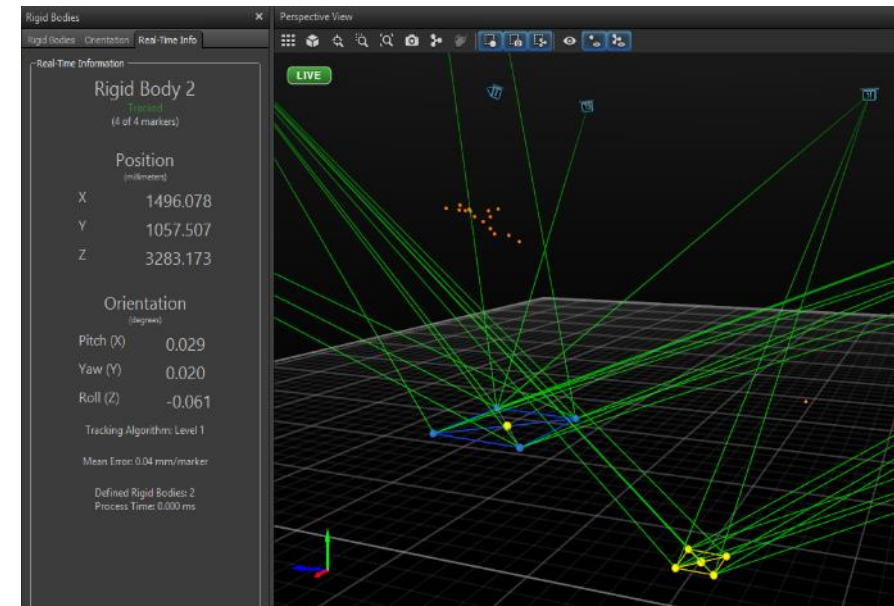 Rigid Bodies
Perspective View
Rigid Bodies Orientation Real-Time Info
LIVE
Real-Time Information
Rigid Body 2
Tracked
(4 of 4 markers)
Position
(millimeters)
X 1496.078
Y 1057.507
Z 3283.173
Orientation
(degrees)
Pitch (X) 0.029
Yaw (Y) 0.020
Roll (Z) -0.061
Tracking Algorithm: Level 1
Mean Error: 0.04 mm/marker
Defined Rigid Bodies: 2
Process Time: 0.000 ms